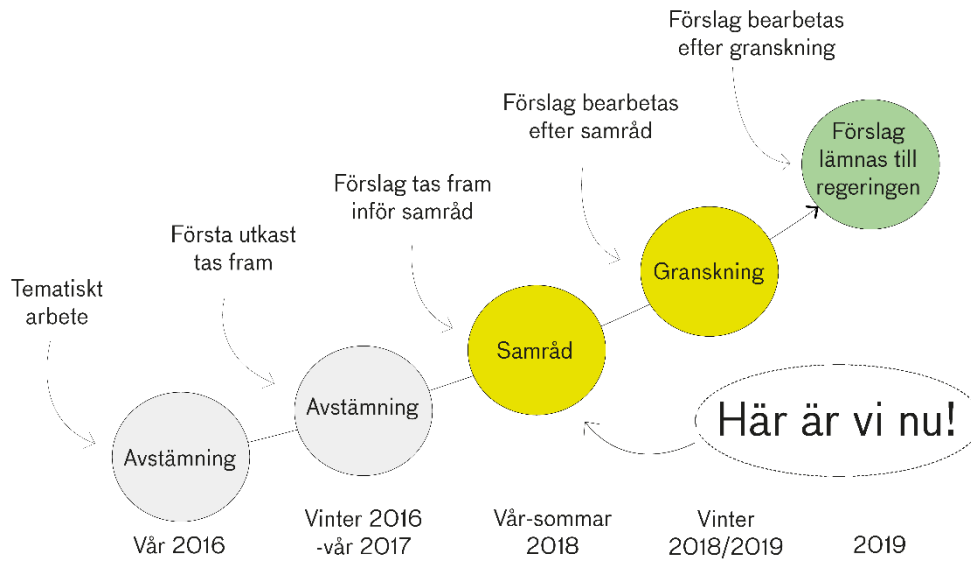 Förslag bearbetas
efter granskning
Förslag bearbetas
efter samråd
Förslag
lämnas till
regeringen
Förslag tas fram
inför samråd
Första utkast
tas fram
Granskning
Tematiskt
arbete
Samråd
Avstämning
Här är vi nu!
Avstämning
Vår 2016
Vinter 2016
-vår 2017
Vår-sommar
2018
Vinter
2018/2019
2019